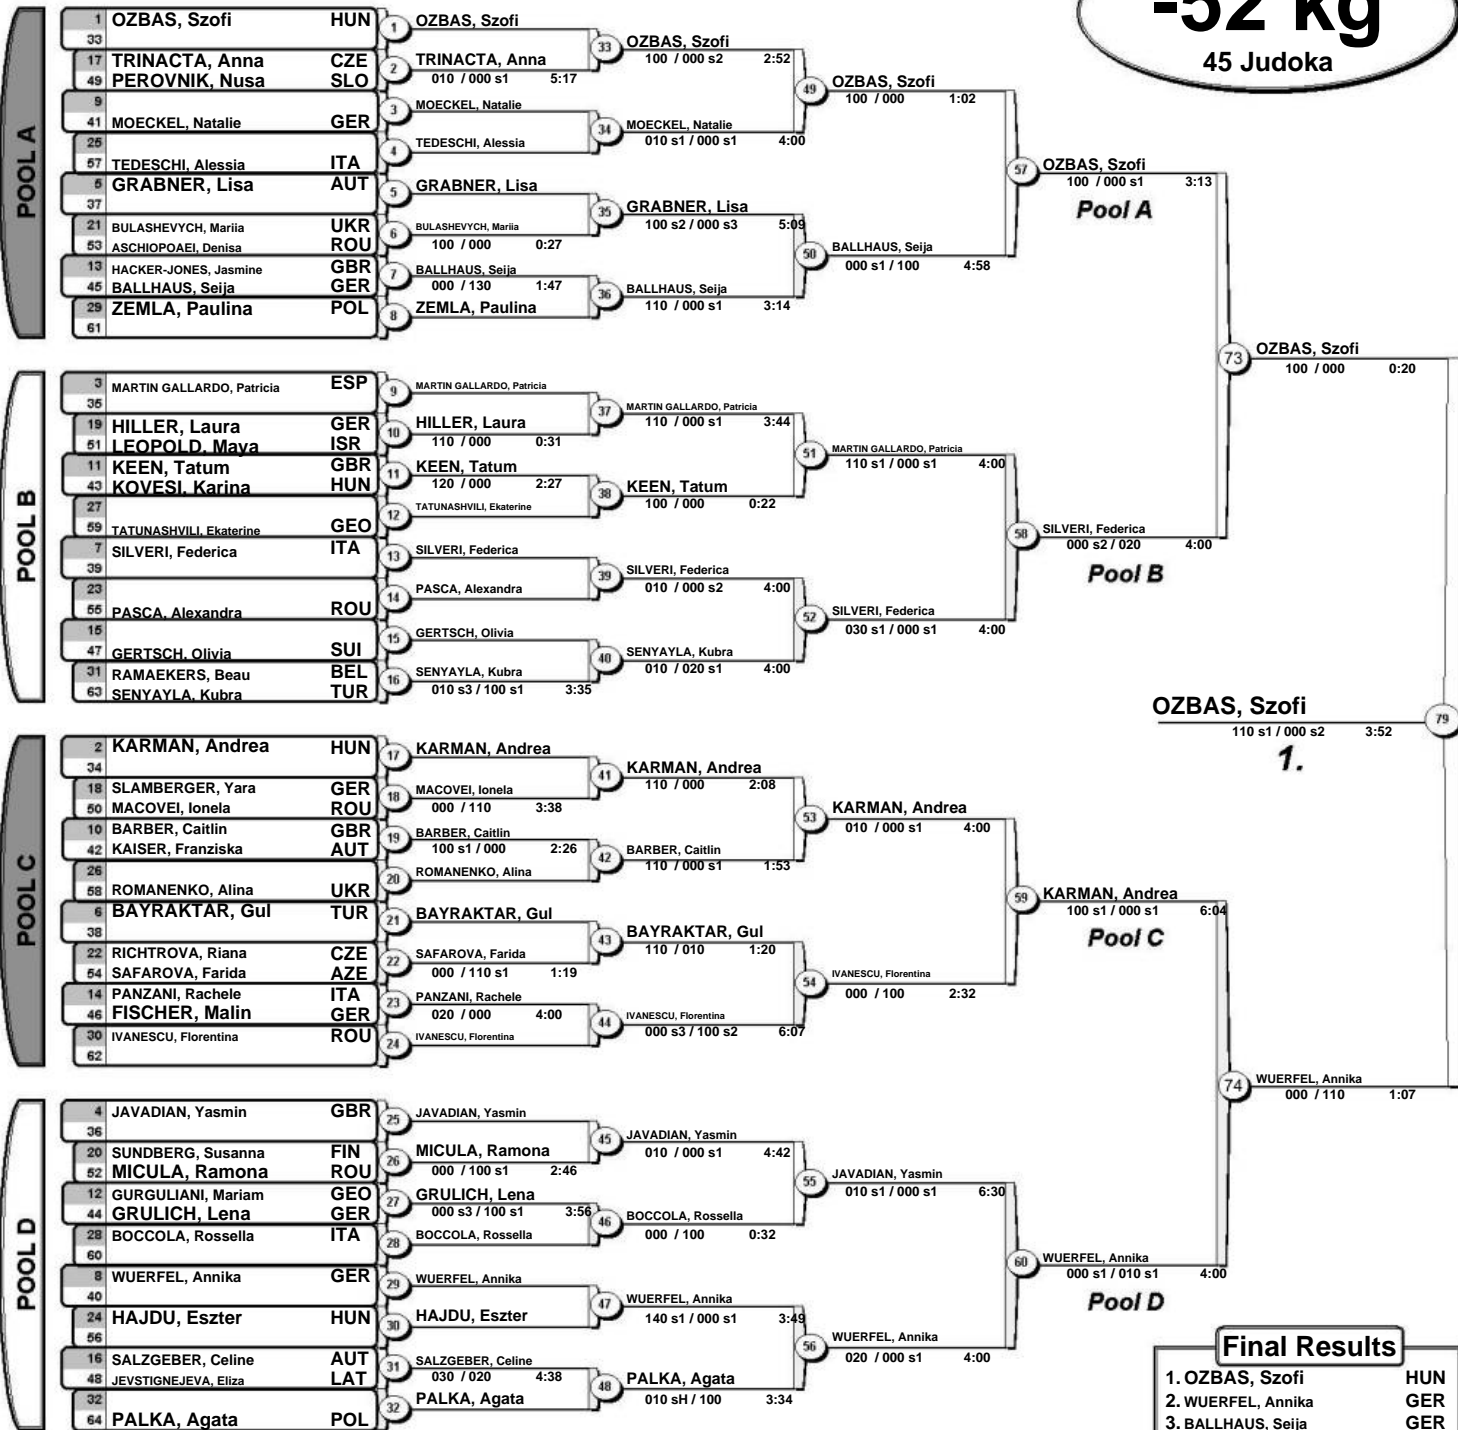 -52 kg
45 Judoka
POOL A
1 OZBAS, Szofi HUN
33
17 TRINACTA, Anna CZE
49 PEROVNIK, Nusa SLO
9
41 MOECKEL, Natalie GER
25
57 TEDESCHI, Alessia ITA
5 GRABNER, Lisa AUT
37
21 BULASHEVYCH, Mariia UKR
53 ASCHIOPOAEI, Denisa ROU
13 HACKER-JONES, Jasmine GBR
45 BALLHAUS, Seija GER
29 ZEMLA, Paulina POL
61
1 OZBAS, Szofi
2 TRINACTA, Anna
010 / 000 s1 5:17
3 MOECKEL, Natalie
4 TEDESCHI, Alessia
5 GRABNER, Lisa
6 BULASHEVYCH, Mariia
100 / 000 0:27
7 BALLHAUS, Seija
000 / 130 1:47
8 ZEMLA, Paulina
33 OZBAS, Szofi
100 / 000 s2 2:52
34 MOECKEL, Natalie
010 s1 / 000 s1 4:00
35 GRABNER, Lisa
100 s2 / 000 s3 5:09
36 BALLHAUS, Seija
110 / 000 s1 3:14
49 OZBAS, Szofi
100 / 000 1:02
50 BALLHAUS, Seija
000 s1 / 100 4:58
57 OZBAS, Szofi
100 / 000 s1 3:13
Pool A
POOL B
3 MARTIN GALLARDO, Patricia ESP
35
19 HILLER, Laura GER
51 LEOPOLD, Maya ISR
11 KEEN, Tatum GBR
43 KOVESI, Karina HUN
27
59 TATUNASHVILI, Ekaterine GEO
7 SILVERI, Federica ITA
39
23
55 PASCA, Alexandra ROU
15
47 GERTSCH, Olivia SUI
31 RAMAEKERS, Beau BEL
63 SENYAYLA, Kubra TUR
9 MARTIN GALLARDO, Patricia
10 HILLER, Laura
110 / 000 0:31
11 KEEN, Tatum
120 / 000 2:27
12 TATUNASHVILI, Ekaterine
13 SILVERI, Federica
14 PASCA, Alexandra
15 GERTSCH, Olivia
16 SENYAYLA, Kubra
010 s3 / 100 s1 3:35
37 MARTIN GALLARDO, Patricia
110 / 000 s1 3:44
38 KEEN, Tatum
100 / 000 0:22
39 SILVERI, Federica
010 / 000 s2 4:00
40 SENYAYLA, Kubra
010 / 020 s1 4:00
51 MARTIN GALLARDO, Patricia
110 s1 / 000 s1 4:00
52 SILVERI, Federica
030 s1 / 000 s1 4:00
58 SILVERI, Federica
000 s2 / 020 4:00
Pool B
73 OZBAS, Szofi
100 / 000 0:20
OZBAS, Szofi 79
110 s1 / 000 s2 3:52
1.
POOL C
2 KARMAN, Andrea HUN
34
18 SLAMBERGER, Yara GER
50 MACOVEI, Ionela ROU
10 BARBER, Caitlin GBR
42 KAISER, Franziska AUT
26
58 ROMANENKO, Alina UKR
6 BAYRAKTAR, Gul TUR
38
22 RICHTROVA, Riana CZE
54 SAFAROVA, Farida AZE
14 PANZANI, Rachele ITA
46 FISCHER, Malin GER
30 IVANESCU, Florentina ROU
62
17 KARMAN, Andrea
18 MACOVEI, Ionela
000 / 110 3:38
19 BARBER, Caitlin
100 s1 / 000 2:26
20 ROMANENKO, Alina
21 BAYRAKTAR, Gul
22 SAFAROVA, Farida
000 / 110 s1 1:19
23 PANZANI, Rachele
020 / 000 4:00
24 IVANESCU, Florentina
41 KARMAN, Andrea
110 / 000 2:08
42 BARBER, Caitlin
110 / 000 s1 1:53
43 BAYRAKTAR, Gul
110 / 010 1:20
44 IVANESCU, Florentina
000 s3 / 100 s2 6:07
53 KARMAN, Andrea
010 / 000 s1 4:00
54 IVANESCU, Florentina
000 / 100 2:32
59 KARMAN, Andrea
100 s1 / 000 s1 6:04
Pool C
POOL D
4 JAVADIAN, Yasmin GBR
36
20 SUNDBERG, Susanna FIN
52 MICULA, Ramona ROU
12 GURGULIANI, Mariam GEO
44 GRULICH, Lena GER
28 BOCCOLA, Rossella ITA
60
8 WUERFEL, Annika GER
40
24 HAJDU, Eszter HUN
56
16 SALZGEBER, Celine AUT
48 JEVSTIGNEJEVA, Eliza LAT
32
64 PALKA, Agata POL
25 JAVADIAN, Yasmin
26 MICULA, Ramona
000 / 100 s1 2:46
27 GRULICH, Lena
000 s3 / 100 s1 3:56
28 BOCCOLA, Rossella
29 WUERFEL, Annika
30 HAJDU, Eszter
31 SALZGEBER, Celine
030 / 020 4:38
32 PALKA, Agata
45 JAVADIAN, Yasmin
010 / 000 s1 4:42
46 BOCCOLA, Rossella
000 / 100 0:32
47 WUERFEL, Annika
140 s1 / 000 s1 3:49
48 PALKA, Agata
010 sH / 100 3:34
55 JAVADIAN, Yasmin
010 s1 / 000 s1 6:30
56 WUERFEL, Annika
020 / 000 s1 4:00
60 WUERFEL, Annika
000 s1 / 010 s1 4:00
Pool D
74 WUERFEL, Annika
000 / 110 1:07
Final Results
1. OZBAS, Szofi HUN
2. WUERFEL, Annika GER
3. BALLHAUS, Seija GER